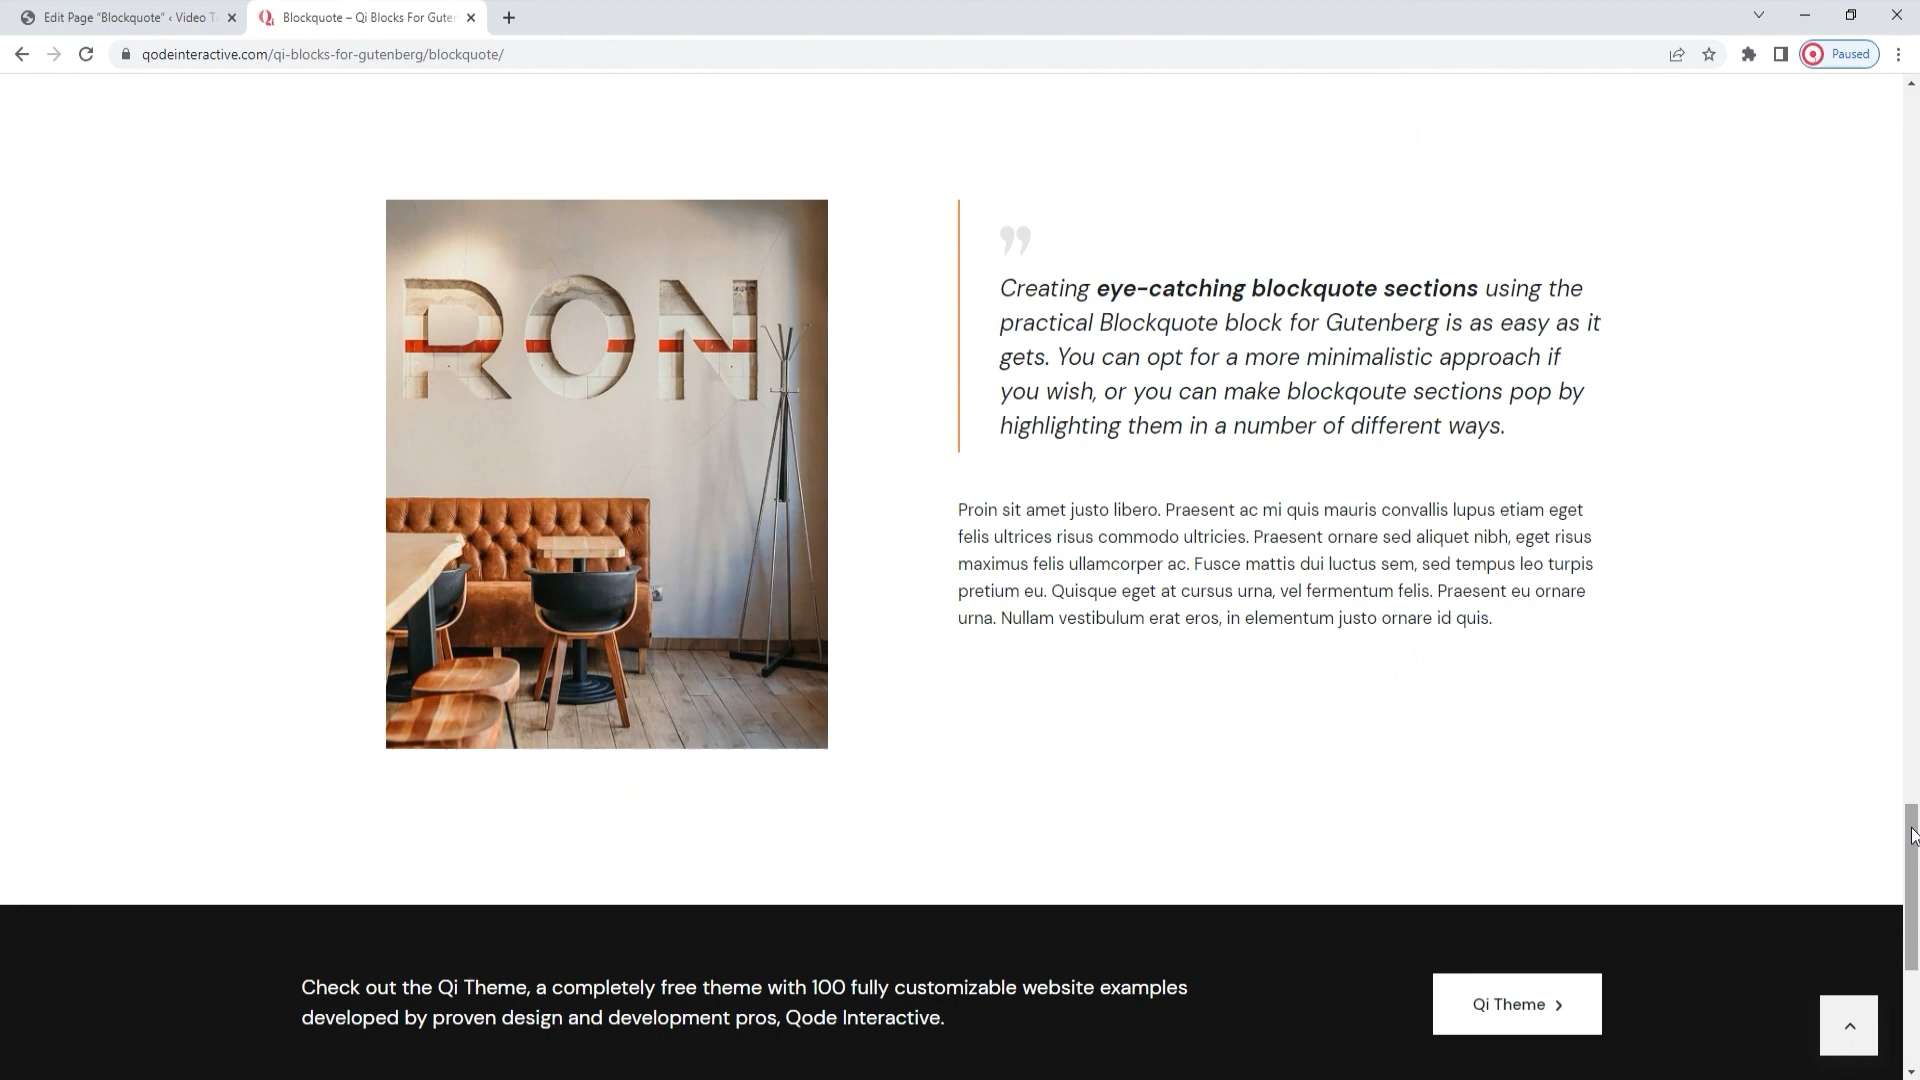 Edit Page "Blockquote" ‹ Video T
Blockquote – Qi Blocks For Guter
qodeinteractive.com/qi-blocks-for-gutenberg/blockquote/
Paused
RON
Creating eye-catching blockquote sections using the
practical Blockquote block for Gutenberg is as easy as it
gets. You can opt for a more minimalistic approach if
you wish, or you can make blockqoute sections pop by
highlighting them in a number of different ways.
Proin sit amet justo libero. Praesent ac mi quis mauris convallis lupus etiam eget
felis ultrices risus commodo ultricies. Praesent ornare sed aliquet nibh, eget risus
maximus felis ullamcorper ac. Fusce mattis dui luctus sem, sed tempus leo turpis
pretium eu. Quisque eget at cursus urna, vel fermentum felis. Praesent eu ornare
urna. Nullam vestibulum erat eros, in elementum justo ornare id quis.
Check out the Qi Theme, a completely free theme with 100 fully customizable website examples
developed by proven design and development pros, Qode Interactive.
Qi Theme